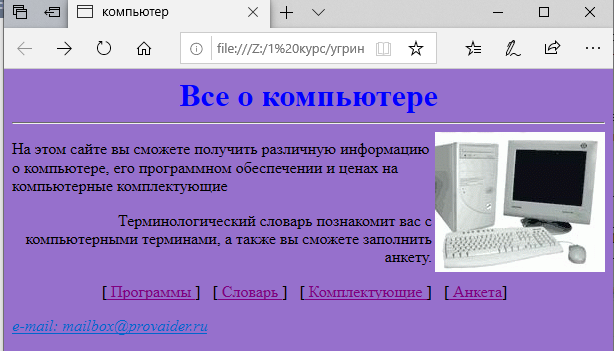 компьютер
file:///Z:/1%20курс/угрин
Все о компьютере
На этом сайте вы сможете получить различную информацию
о компьютере, его программном обеспечении и ценах на
компьютерные комплектующие
Терминологический словарь познакомит вас с
компьютерными терминами, а также вы сможете заполнить
анкету.
[ Программы ] [ Словарь ] [ Комплектующие ] [ Анкета]
e-mail: mailbox@provaider.ru